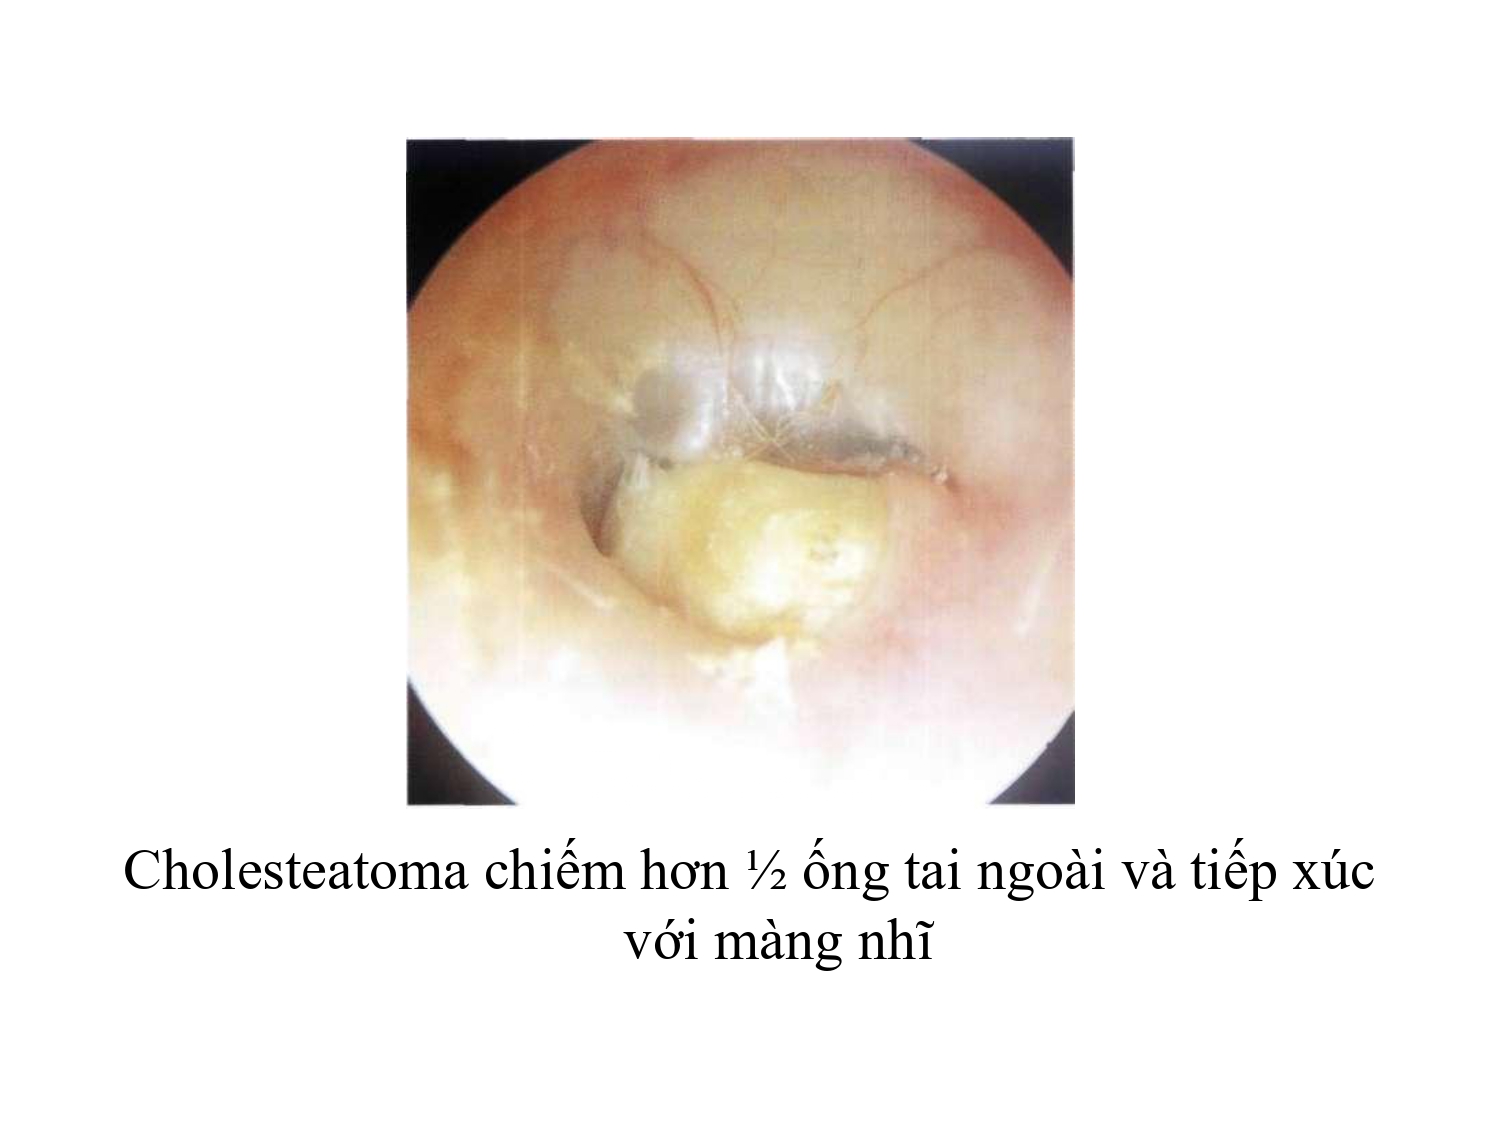 Cholesteatoma chiếm hơn ½ ống tai ngoài và tiếp xúc
với màng nhĩ